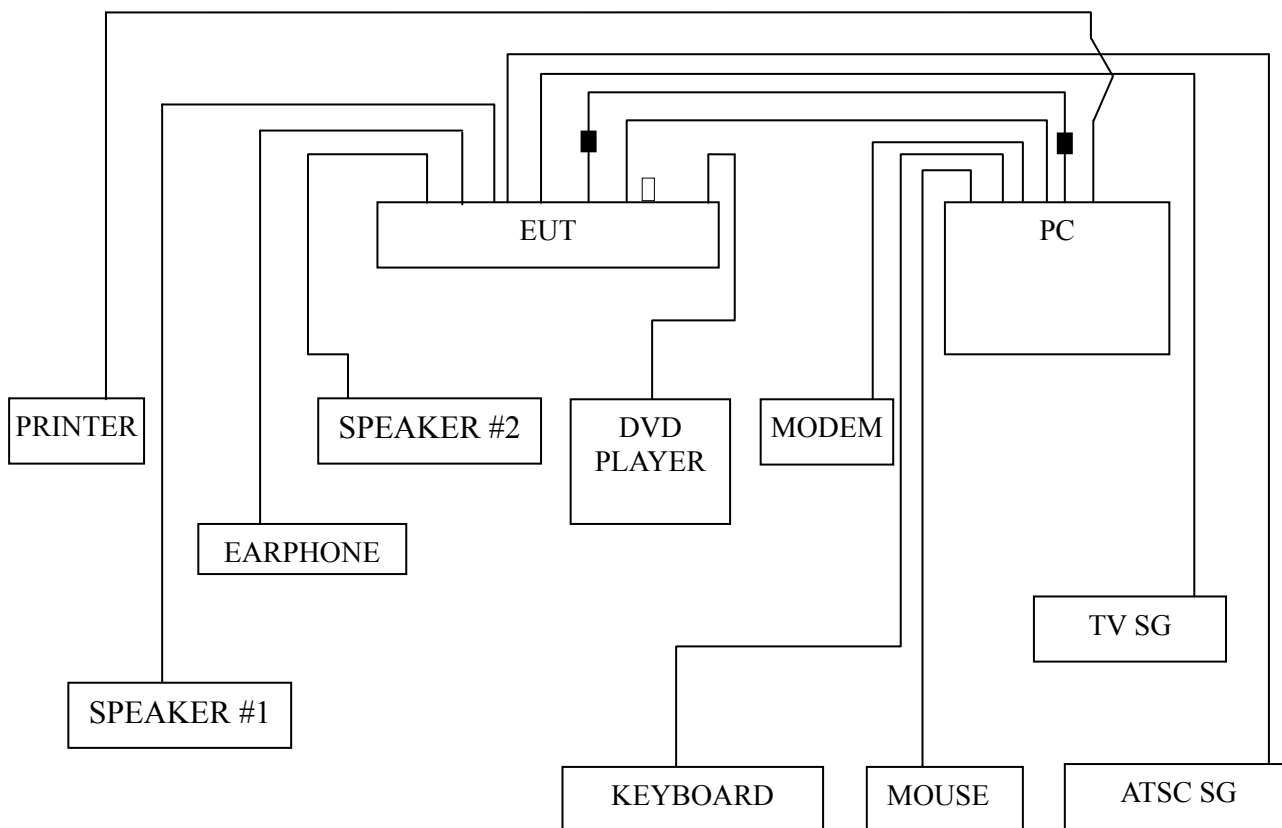 EUT
PC
PRINTER
SPEAKER #2
DVD
PLAYER
MODEM
EARPHONE
TV SG
SPEAKER #1
KEYBOARD
MOUSE
ATSC SG